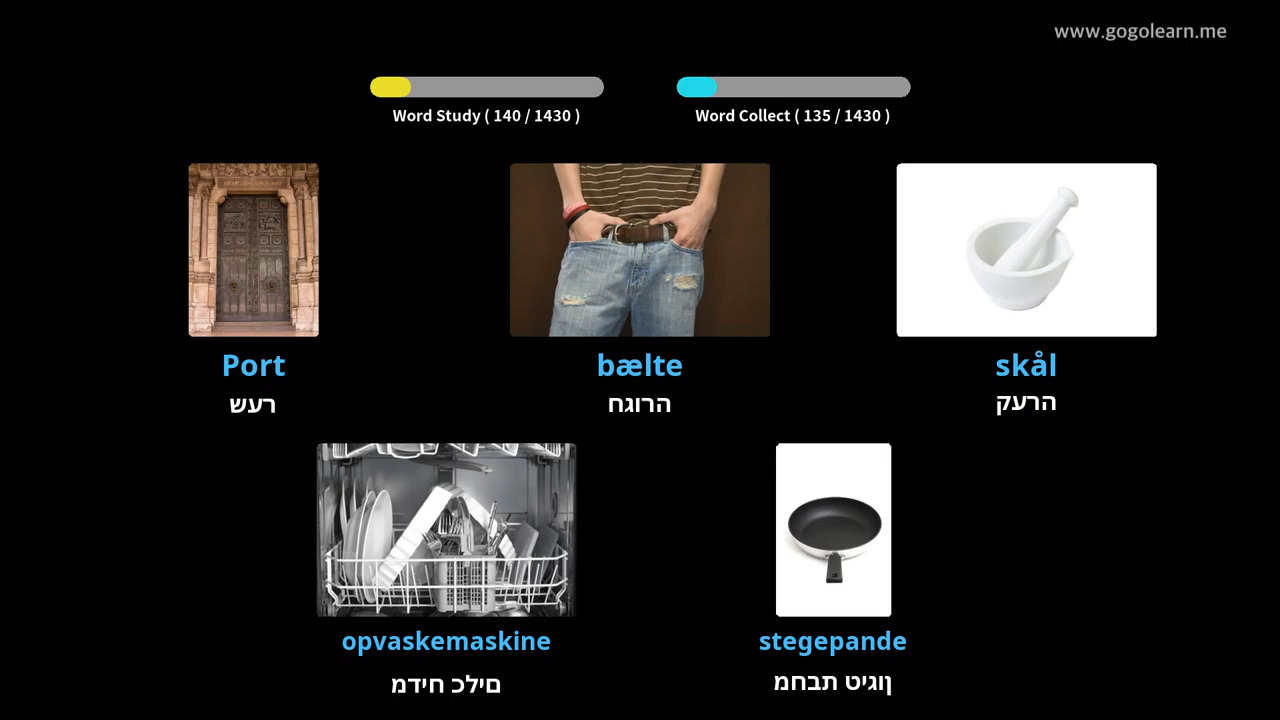 www.gogolearn.me
Word Study ( 140 / 1430 )
Word Collect ( 135 / 1430 )
Port
רעש
bælte
הרוגח
skål
הרעק
opvaskemaskine
םילכ חידמ
stegepande
ןוגיט תבחמ